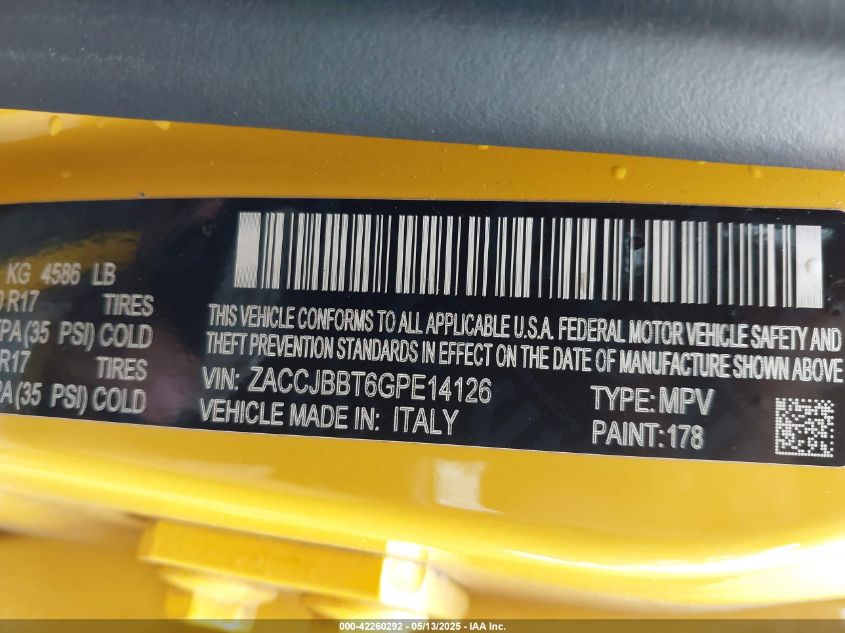 KG 4586 LB
R17 TIRES
PA (35 PSI) COLD
R17 TIRES
PA (35 PSI) COLD
THIS VEHICLE CONFORMS TO ALL APPLICABLE U.S.A. FEDERAL MOTOR VEHICLE SAFETY AND
THEFT PREVENTION STANDARDS IN EFFECT ON THE DATE OF MANUFACTURE SHOWN ABOVE
VIN: ZACCJBBT6GPE14126 TYPE: MPV
VEHICLE MADE IN: ITALY PAINT: 178
000-42260292 - 05/13/2025 - IAA Inc.